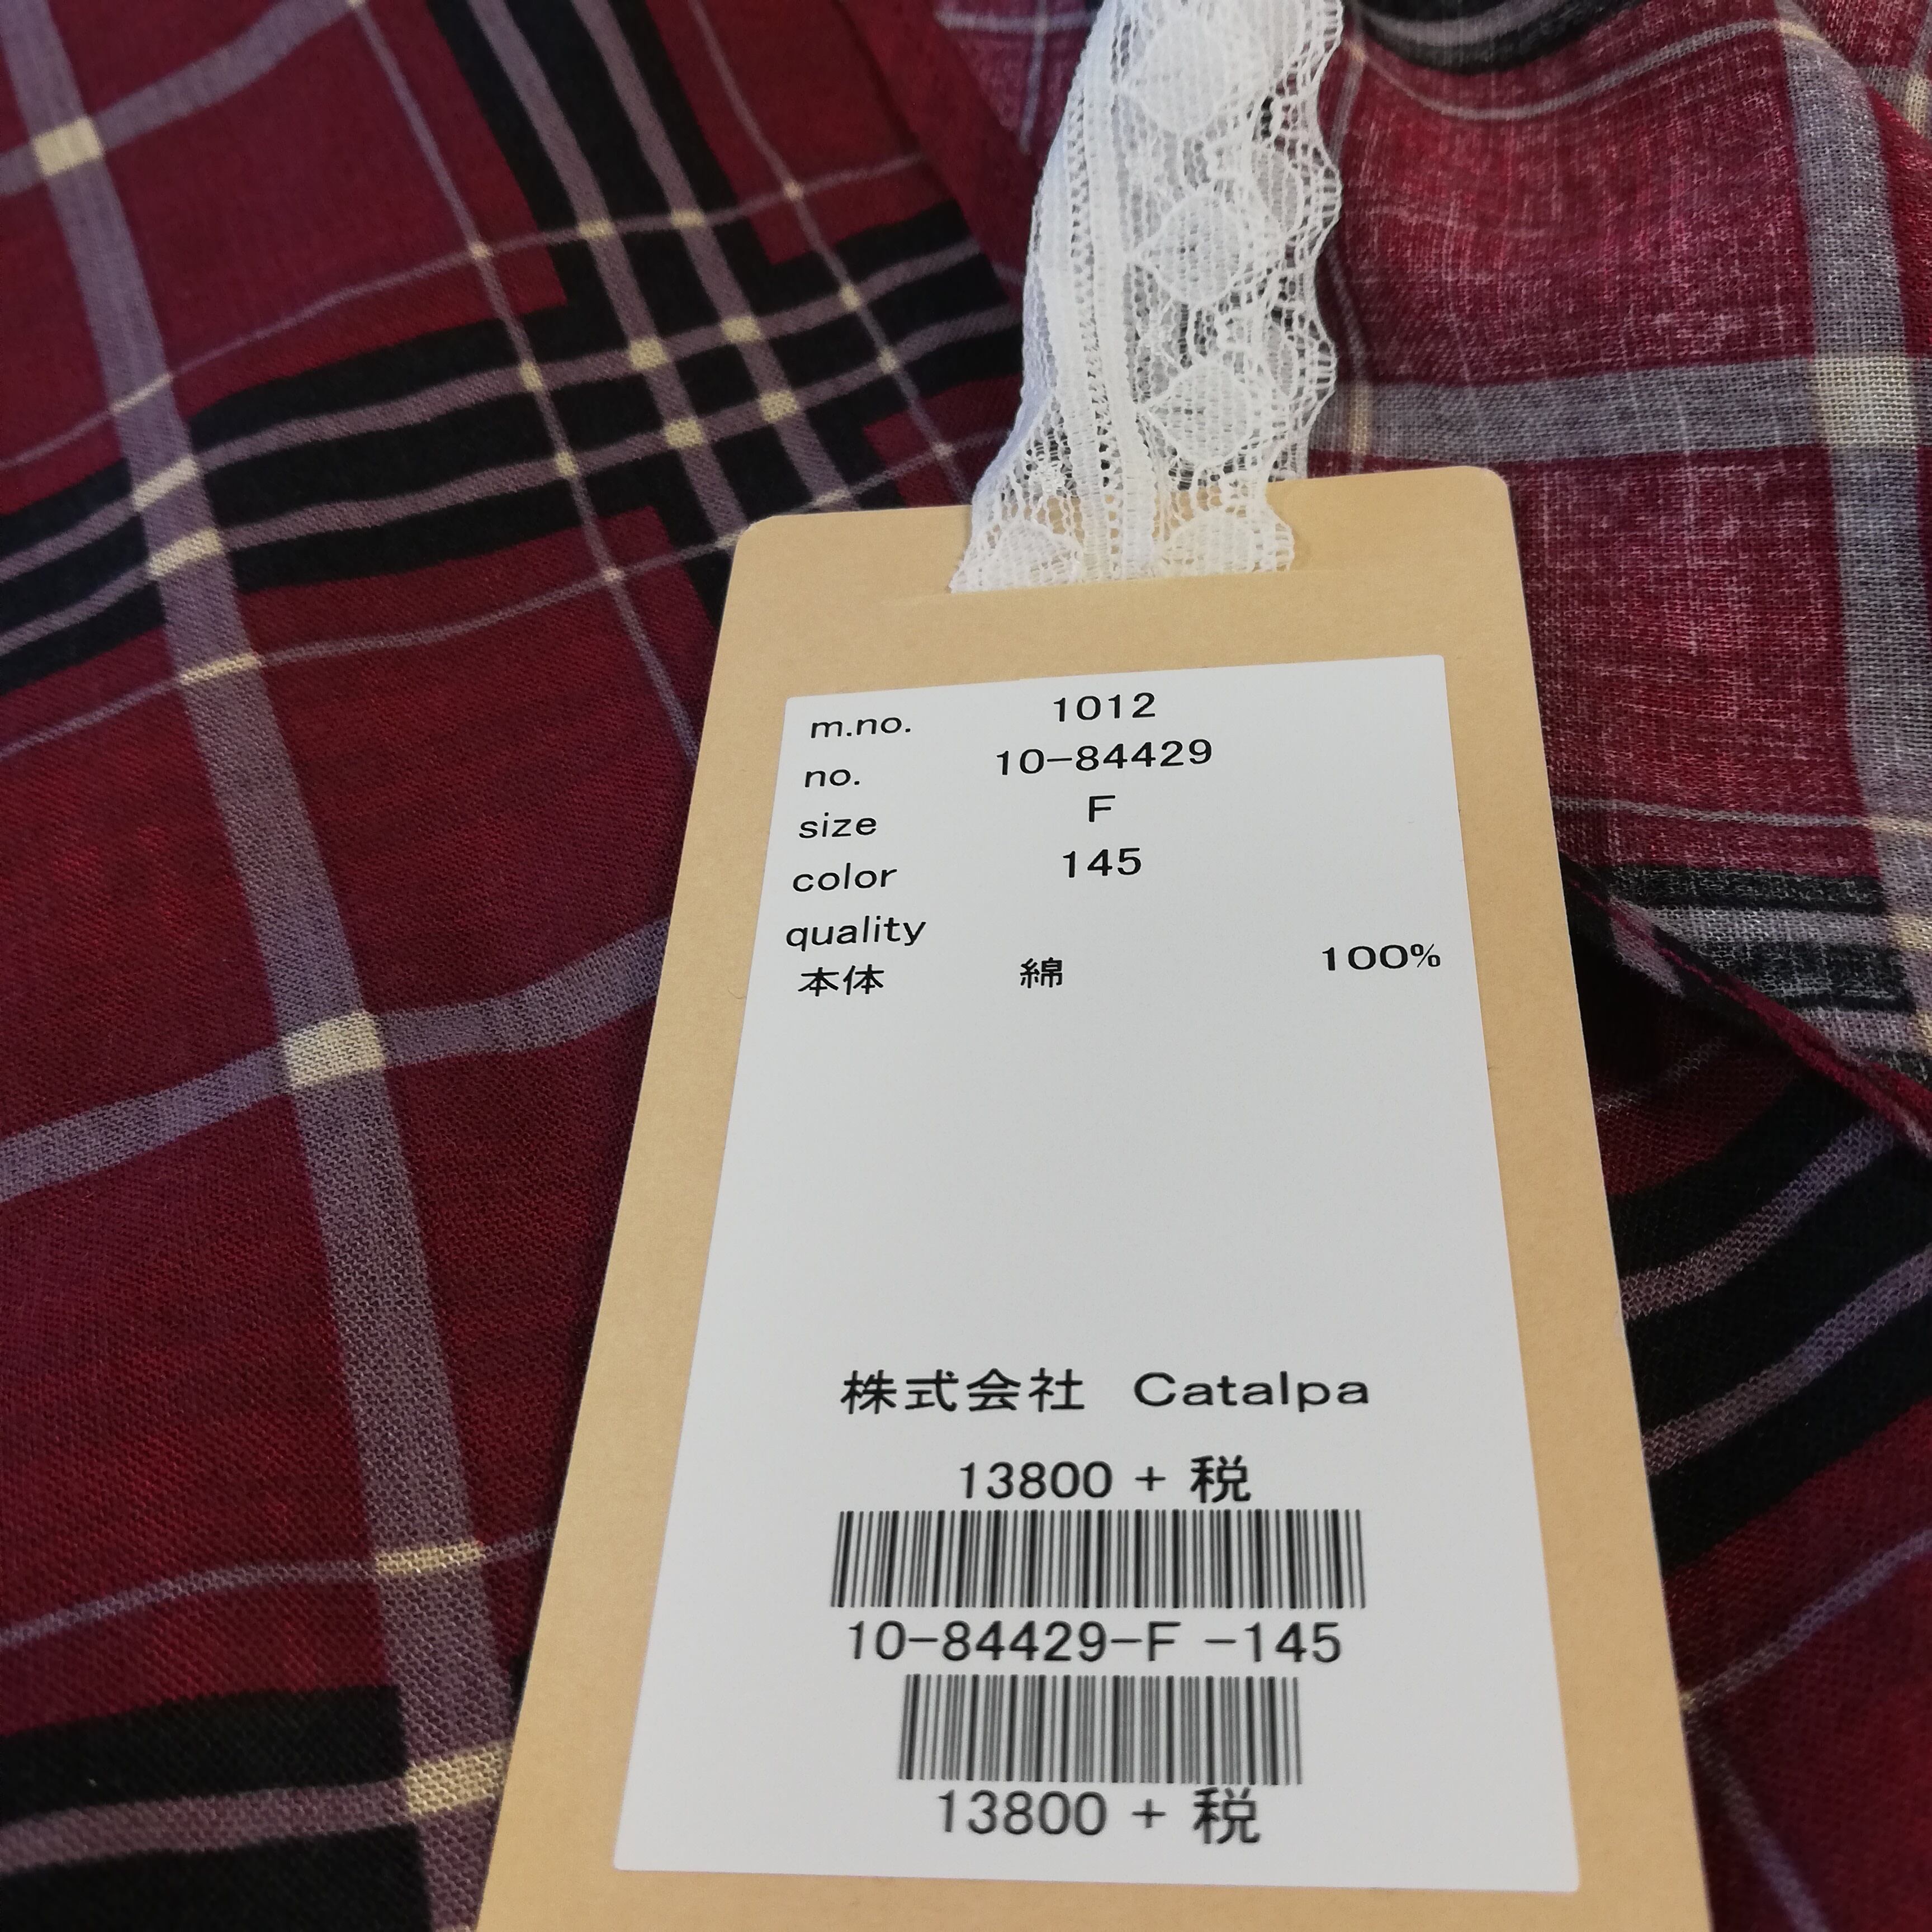 m.no. 1012
no. 10-84429
size F
color 145
quality
本体 綿 100%
株式会社 Catalpa
13800 + 税
10-84429-F -145
13800 + 税